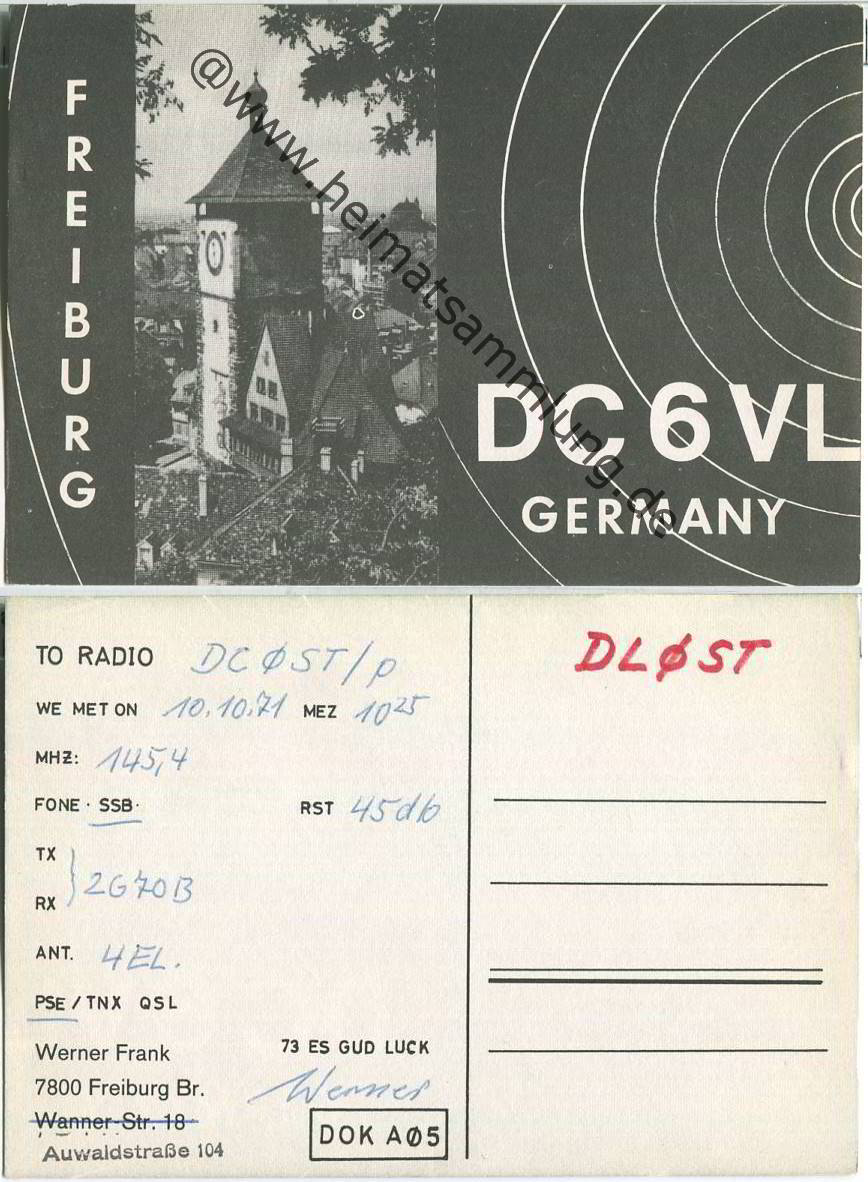 FREIBURG
@www.heimatsammlung.de
DC6VL
GERMANY
TO RADIO DCØST/p
WE MET ON 10.10.71 MEZ 10²⁵
MHZ: 145,4
FONE · SSB·
RST 45db
TX
RX
2G70B
ANT. 4EL.
PSE/TNX QSL
73 ES GUD LUCK
Werner Frank
7800 Freiburg Br.
Werner
Wanner-Str. 18
Auwaldstraße 104
DOK AØ5
DLØST